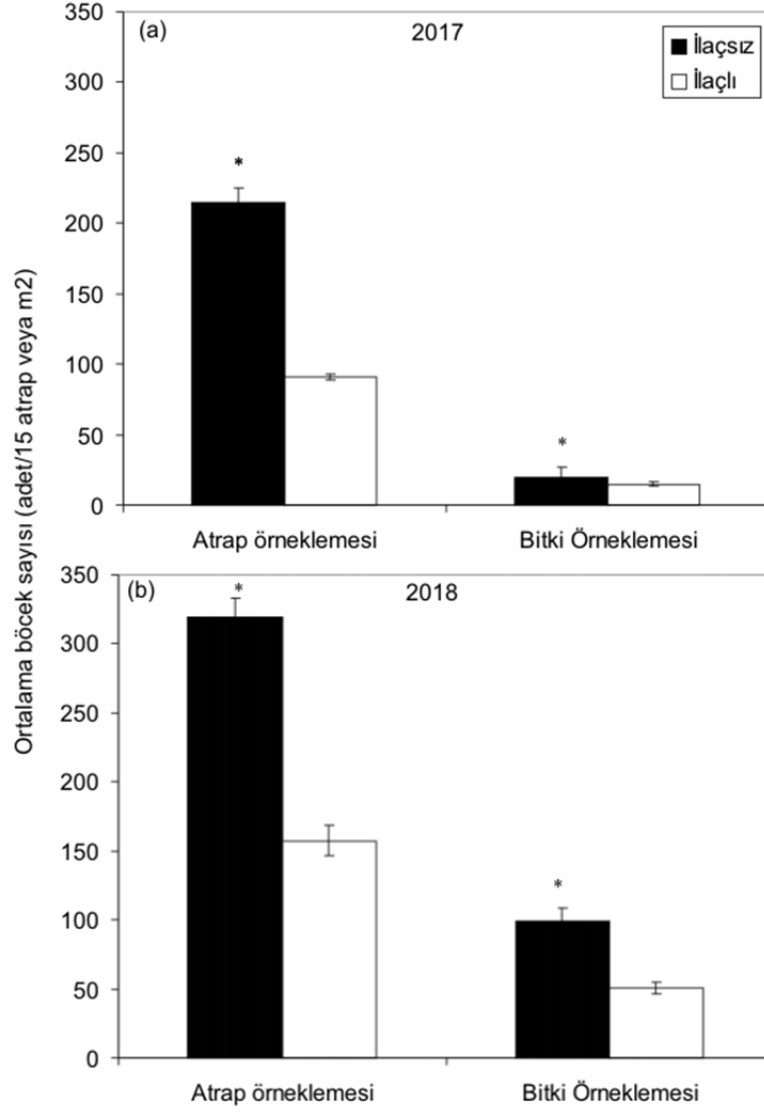 350
(a)
2017
İlaçsız
İlaçlı
300
250
*
200
150
100
50
*
0
Atrap örneklemesi
Bitki Örneklemesi
Ortalama böcek sayısı (adet/15 atrap veya m2)
350
(b)
*
2018
300
250
200
150
100
*
50
0
Atrap örneklemesi
Bitki Örneklemesi